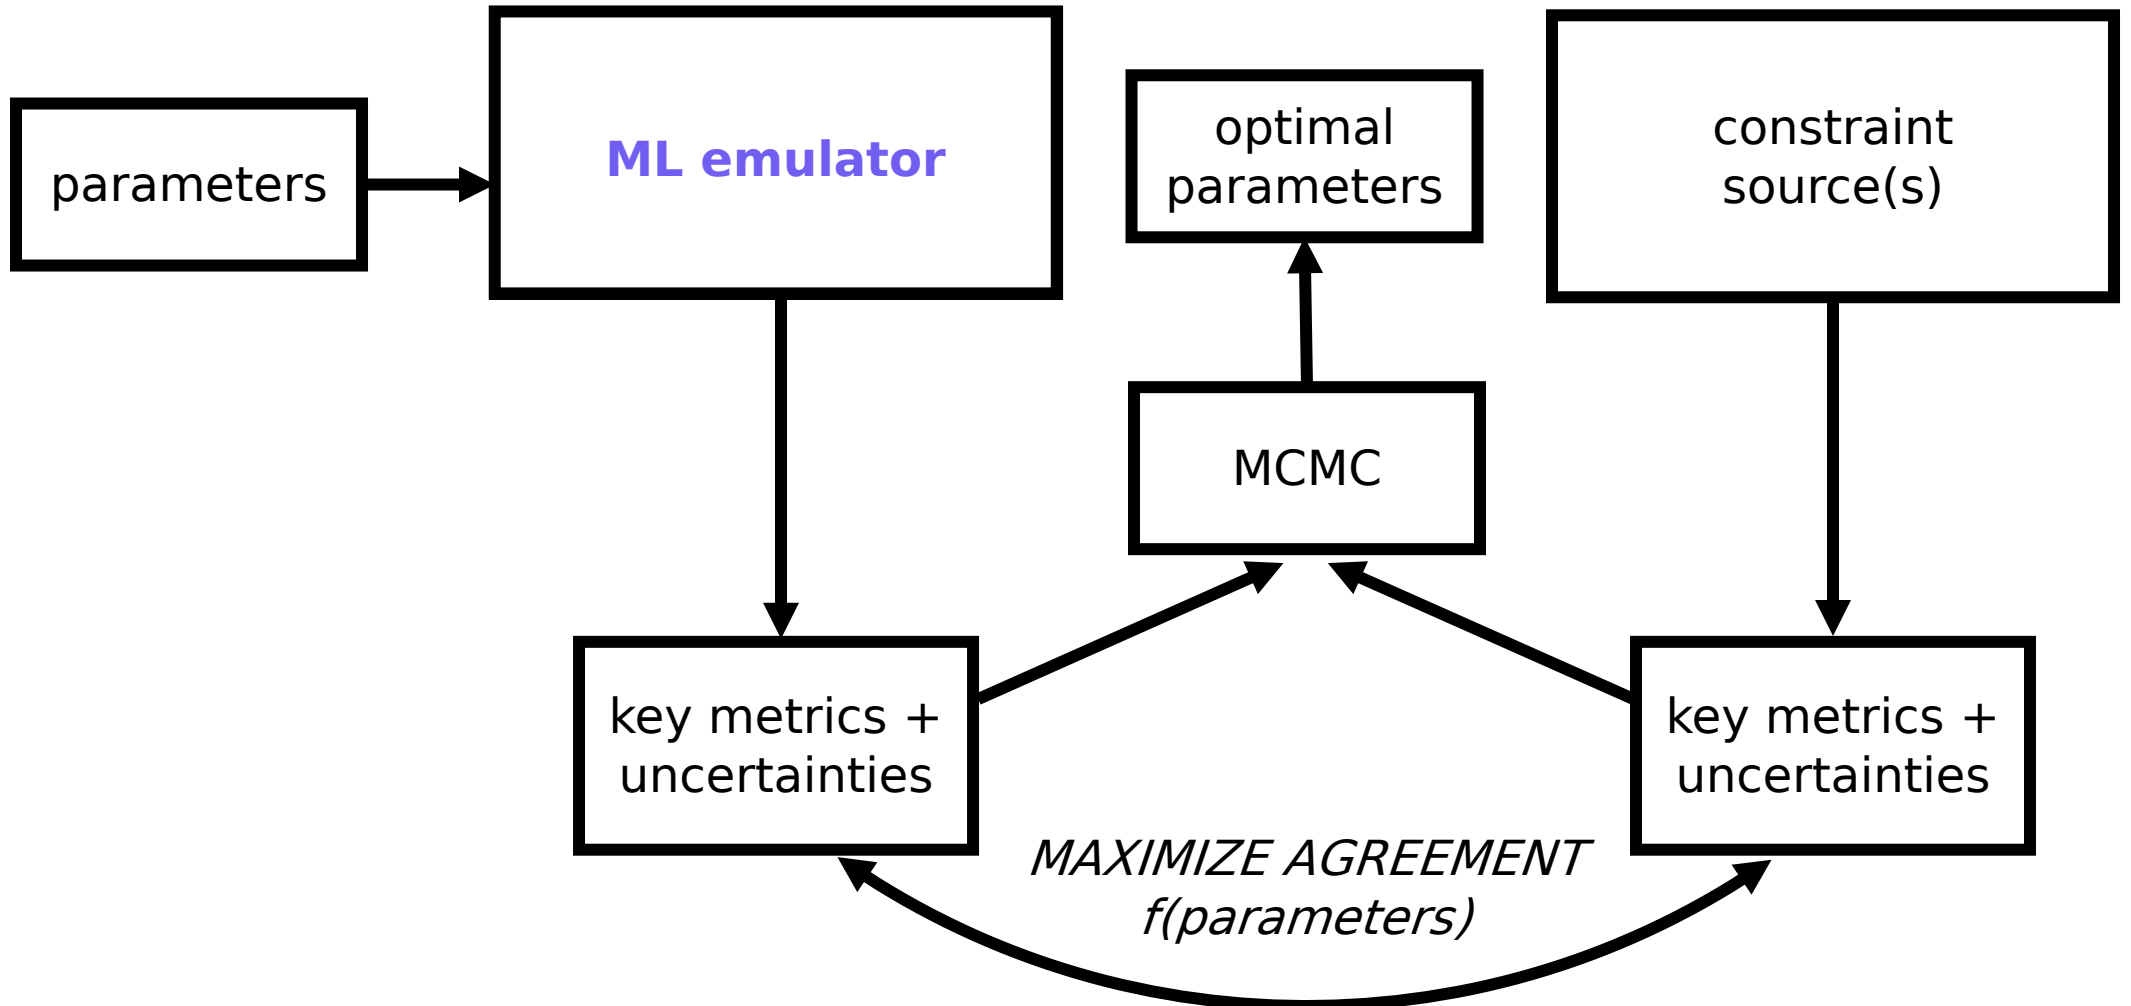 parameters
ML emulator
optimal
parameters
constraint
source(s)
MCMC
key metrics +
uncertainties
key metrics +
uncertainties
MAXIMIZE AGREEMENT
f(parameters)